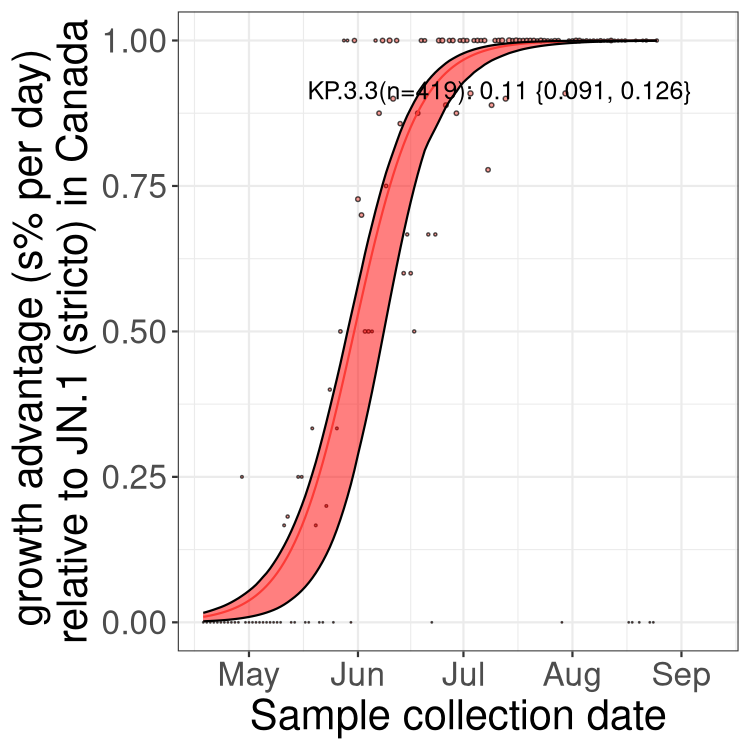 growth advantage (s% per day)
relative to JN.1 (stricto) in Canada
1.00
0.75
0.50
0.25
0.00
KP.3.3(n=419): 0.11 {0.091, 0.126}
May Jun Jul Aug Sep
Sample collection date